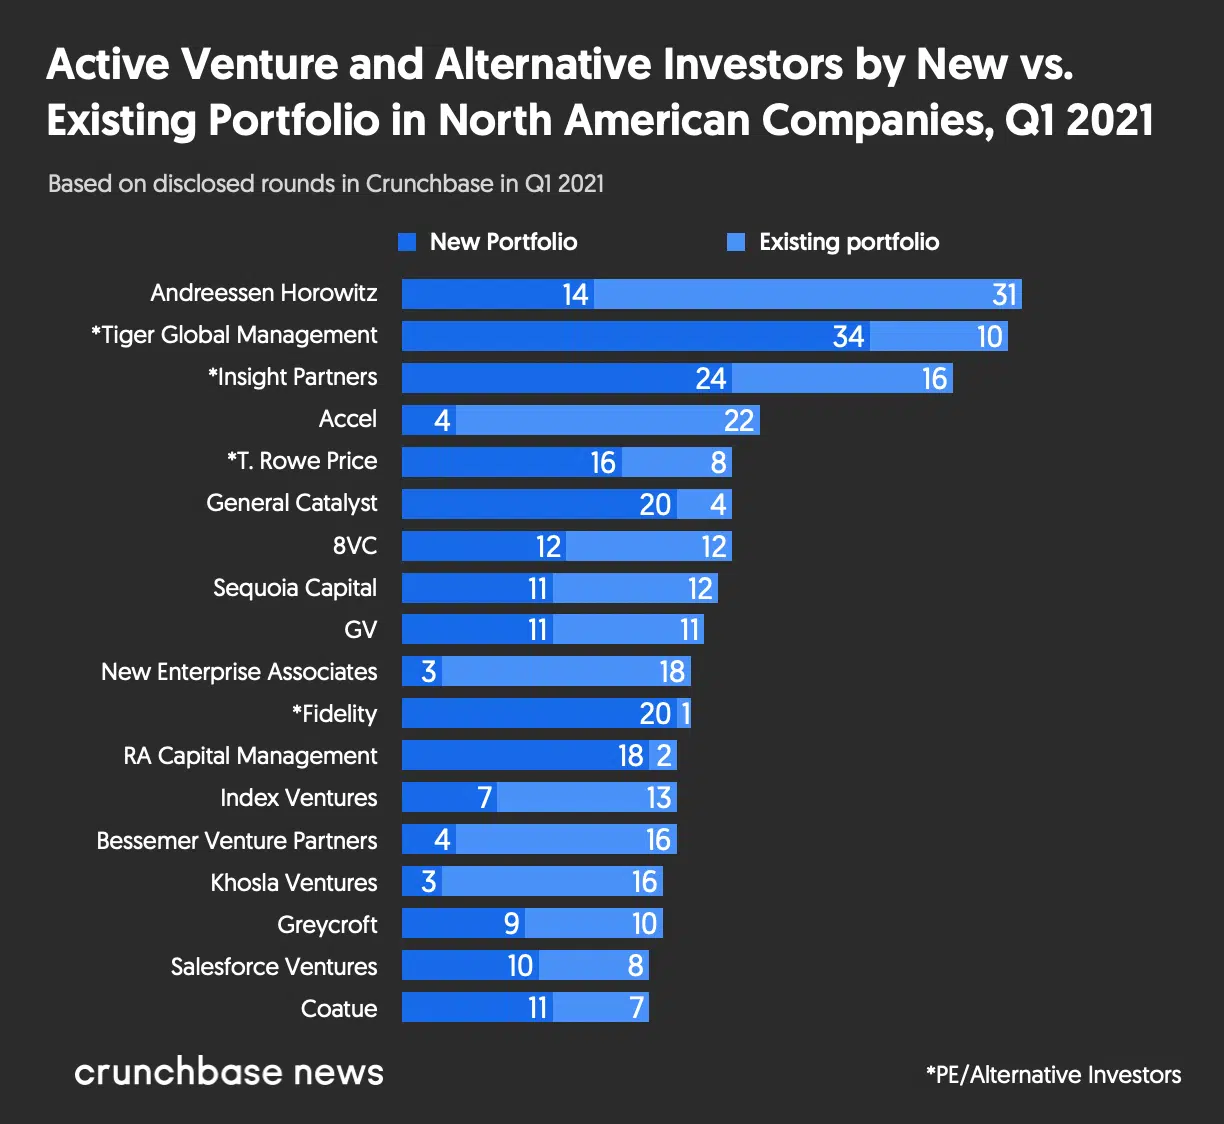 Active Venture and Alternative Investors by New vs.
Existing Portfolio in North American Companies, Q1 2021
Based on disclosed rounds in Crunchbase in Q1 2021
New Portfolio Existing portfolio
Andreessen Horowitz 14 31
*Tiger Global Management 34 10
*Insight Partners 24 16
Accel 4 22
*T. Rowe Price 16 8
General Catalyst 20 4
8VC 12 12
Sequoia Capital 11 12
GV 11 11
New Enterprise Associates 3 18
*Fidelity 20 1
RA Capital Management 18 2
Index Ventures 7 13
Bessemer Venture Partners 4 16
Khosla Ventures 3 16
Greycroft 9 10
Salesforce Ventures 10 8
Coatue 11 7
crunchbase news *PE/Alternative Investors